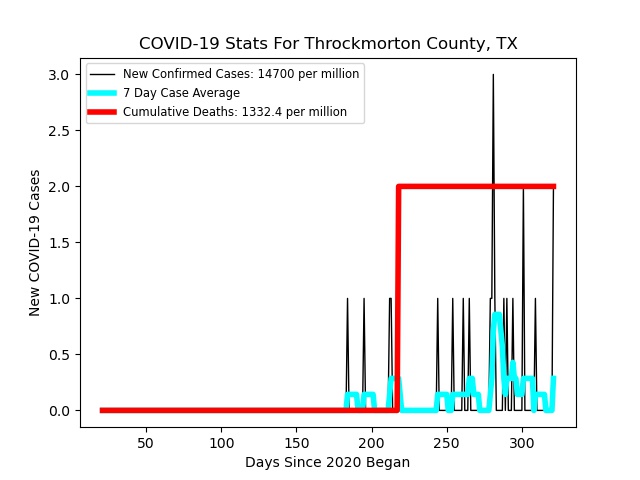 COVID-19 Stats For Throckmorton County, TX
New Confirmed Cases: 14700 per million
7 Day Case Average
Cumulative Deaths: 1332.4 per million
New COVID-19 Cases
3.0
2.5
2.0
1.5
1.0
0.5
0.0
50 100 150 200 250 300
Days Since 2020 Began